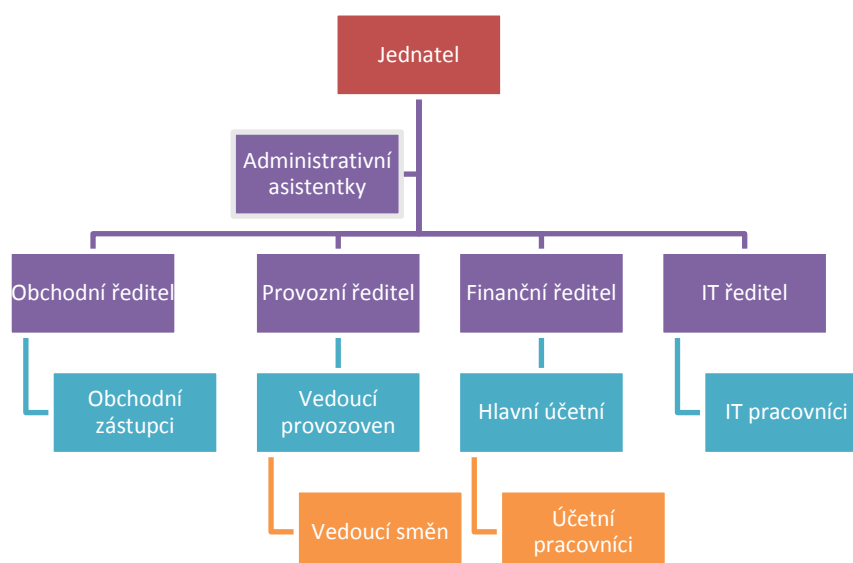 Jednatel
Administrativní
asistentky
Obchodní ředitel
Provozní ředitel
Finanční ředitel
IT ředitel
Obchodní
zástupci
Vedoucí
provozoven
Hlavní účetní
IT pracovníci
Vedoucí směn
Účetní
pracovníci